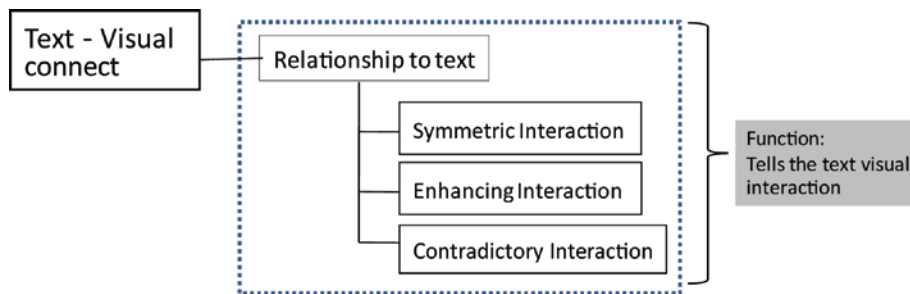 Text - Visual
connect
Relationship to text
Symmetric Interaction
Enhancing Interaction
Contradictory Interaction
Function:
Tells the text visual
interaction